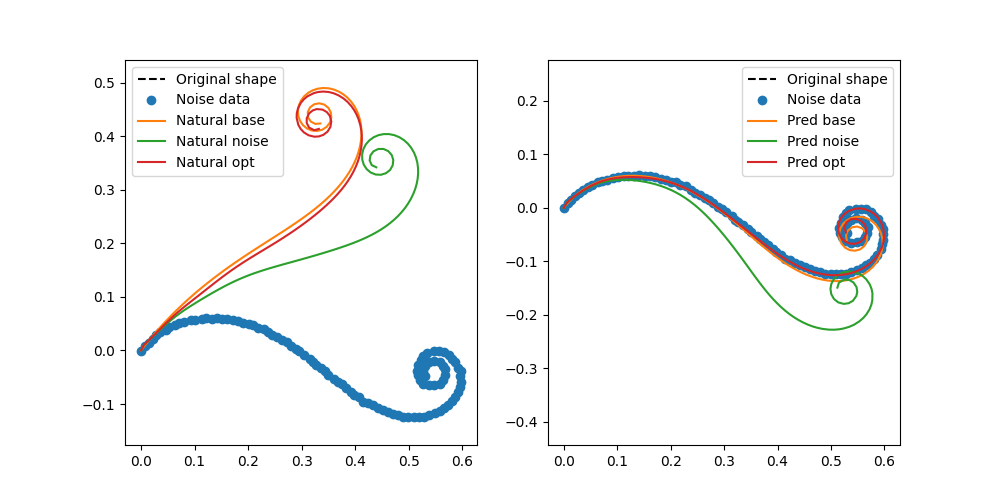 Original shape
Noise data
Natural base
Natural noise
Natural opt
0.5
0.4
0.3
0.2
0.1
0.0
−0.1
0.0 0.1 0.2 0.3 0.4 0.5 0.6
Original shape
Noise data
Pred base
Pred noise
Pred opt
0.2
0.1
0.0
−0.1
−0.2
−0.3
−0.4
0.0 0.1 0.2 0.3 0.4 0.5 0.6